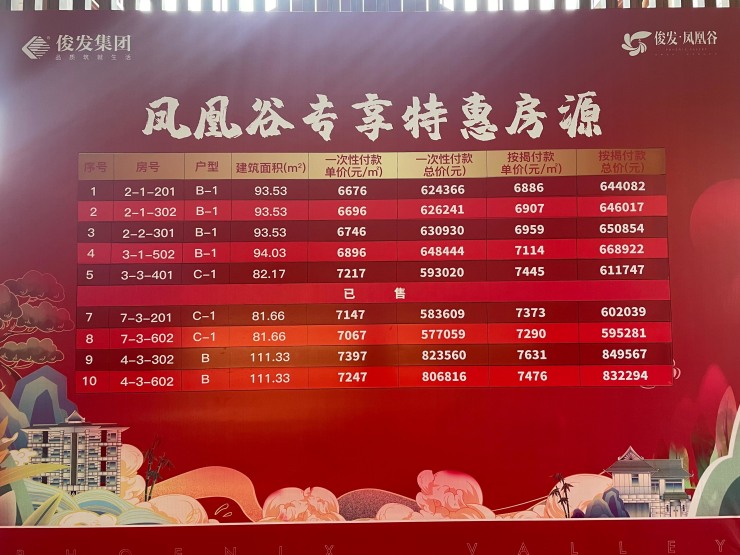 俊发集团
品质筑就生活
俊发·凤凰谷
凤凰谷专享特惠房源
序号 房号 户型 建筑面积(m²) 一次性付款单价(元/㎡) 一次性付款总价(元) 按揭付款单价(元/㎡) 按揭付款总价(元)
1 2-1-201 B-1 93.53 6676 624366 6886 644082
2 2-1-302 B-1 93.53 6696 626241 6907 646017
3 2-2-301 B-1 93.53 6746 630930 6959 650854
4 3-1-502 B-1 94.03 6896 648444 7114 668922
5 3-3-401 C-1 82.17 7217 593020 7445 611747
已 售
7 7-3-201 C-1 81.66 7147 583609 7373 602039
8 7-3-602 C-1 81.66 7067 577059 7290 595281
9 4-3-302 B 111.33 7397 823560 7631 849567
10 4-3-602 B 111.33 7247 806816 7476 832294
PHOENIX VALLEY